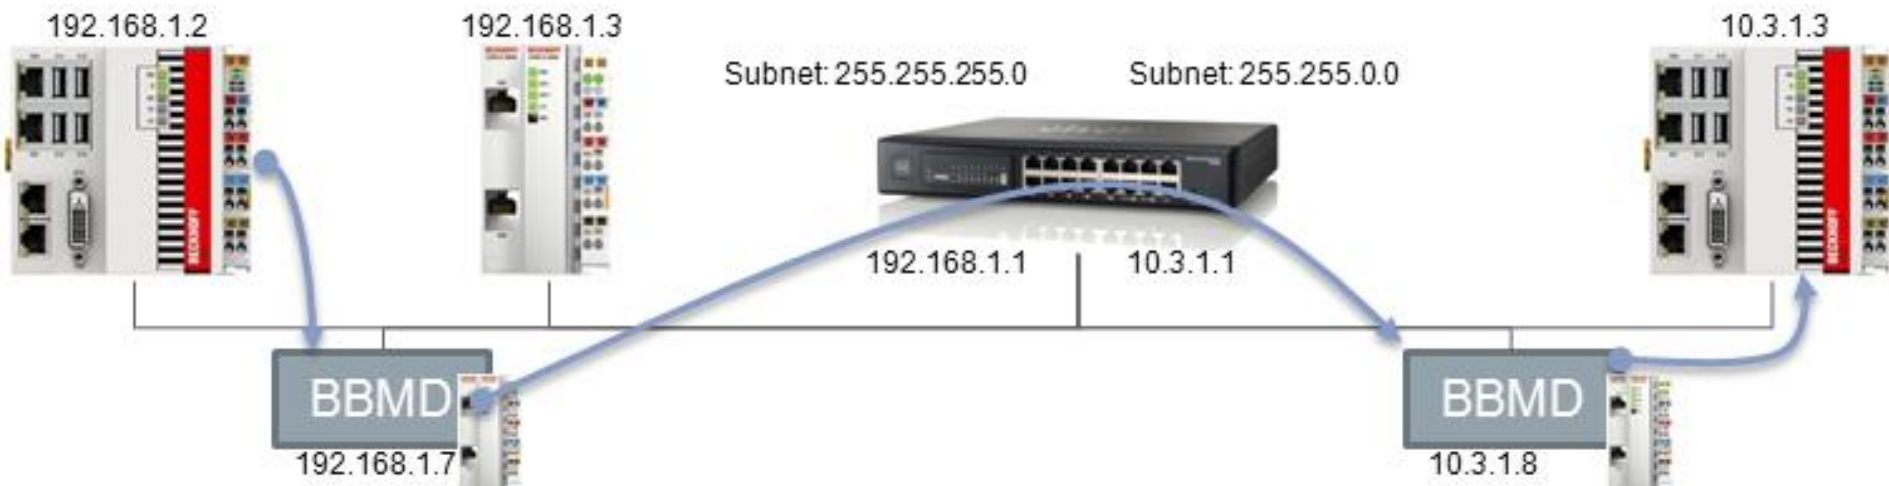 192.168.1.2
192.168.1.3
10.3.1.3
Subnet: 255.255.255.0
Subnet: 255.255.0.0
BECKHOFF
BECKHOFF
192.168.1.1
10.3.1.1
BBMD
BBMD
192.168.1.7
10.3.1.8